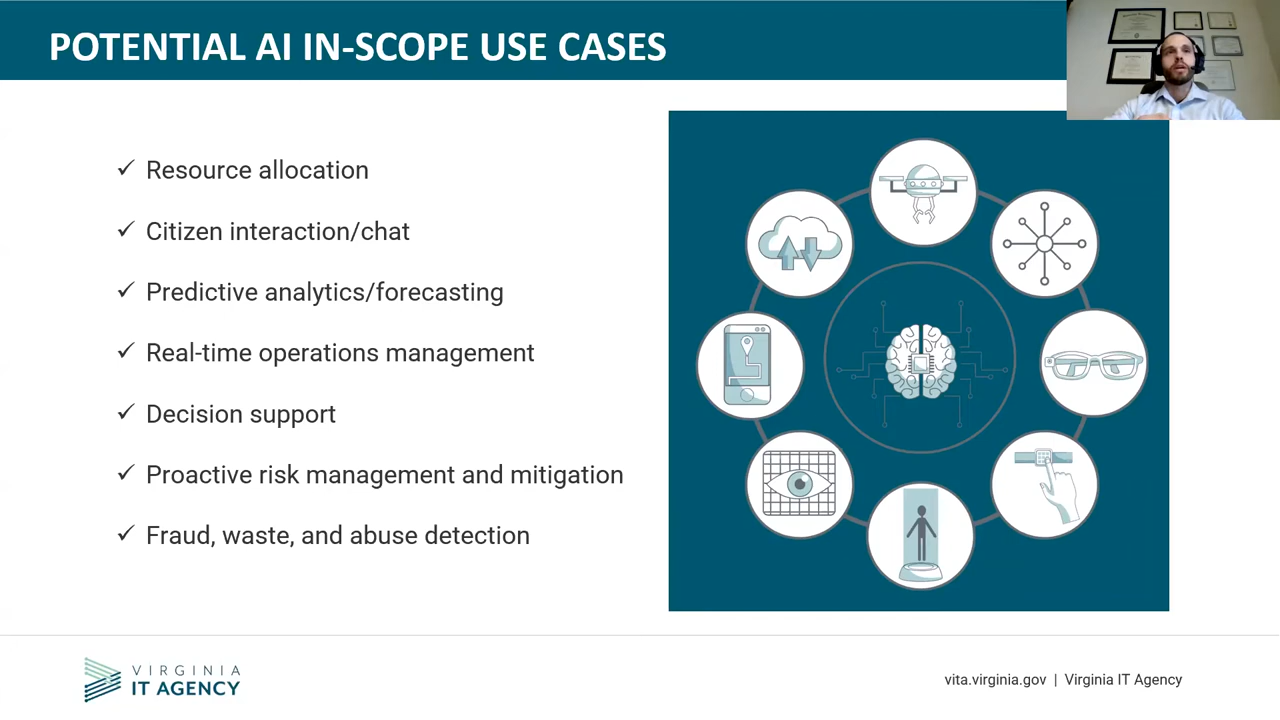 POTENTIAL AI IN-SCOPE USE CASES
✓ Resource allocation
✓ Citizen interaction/chat
✓ Predictive analytics/forecasting
✓ Real-time operations management
✓ Decision support
✓ Proactive risk management and mitigation
✓ Fraud, waste, and abuse detection
VIRGINIA
IT AGENCY
vita.virginia.gov | Virginia IT Agency